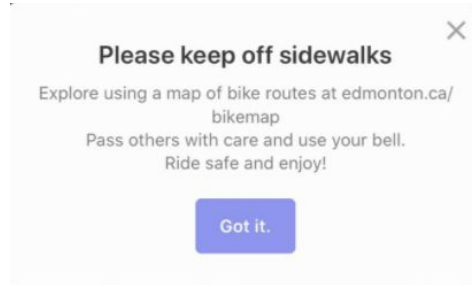 Please keep off sidewalks
Explore using a map of bike routes at edmonton.ca/
bikemap
Pass others with care and use your bell.
Ride safe and enjoy!
Got it.